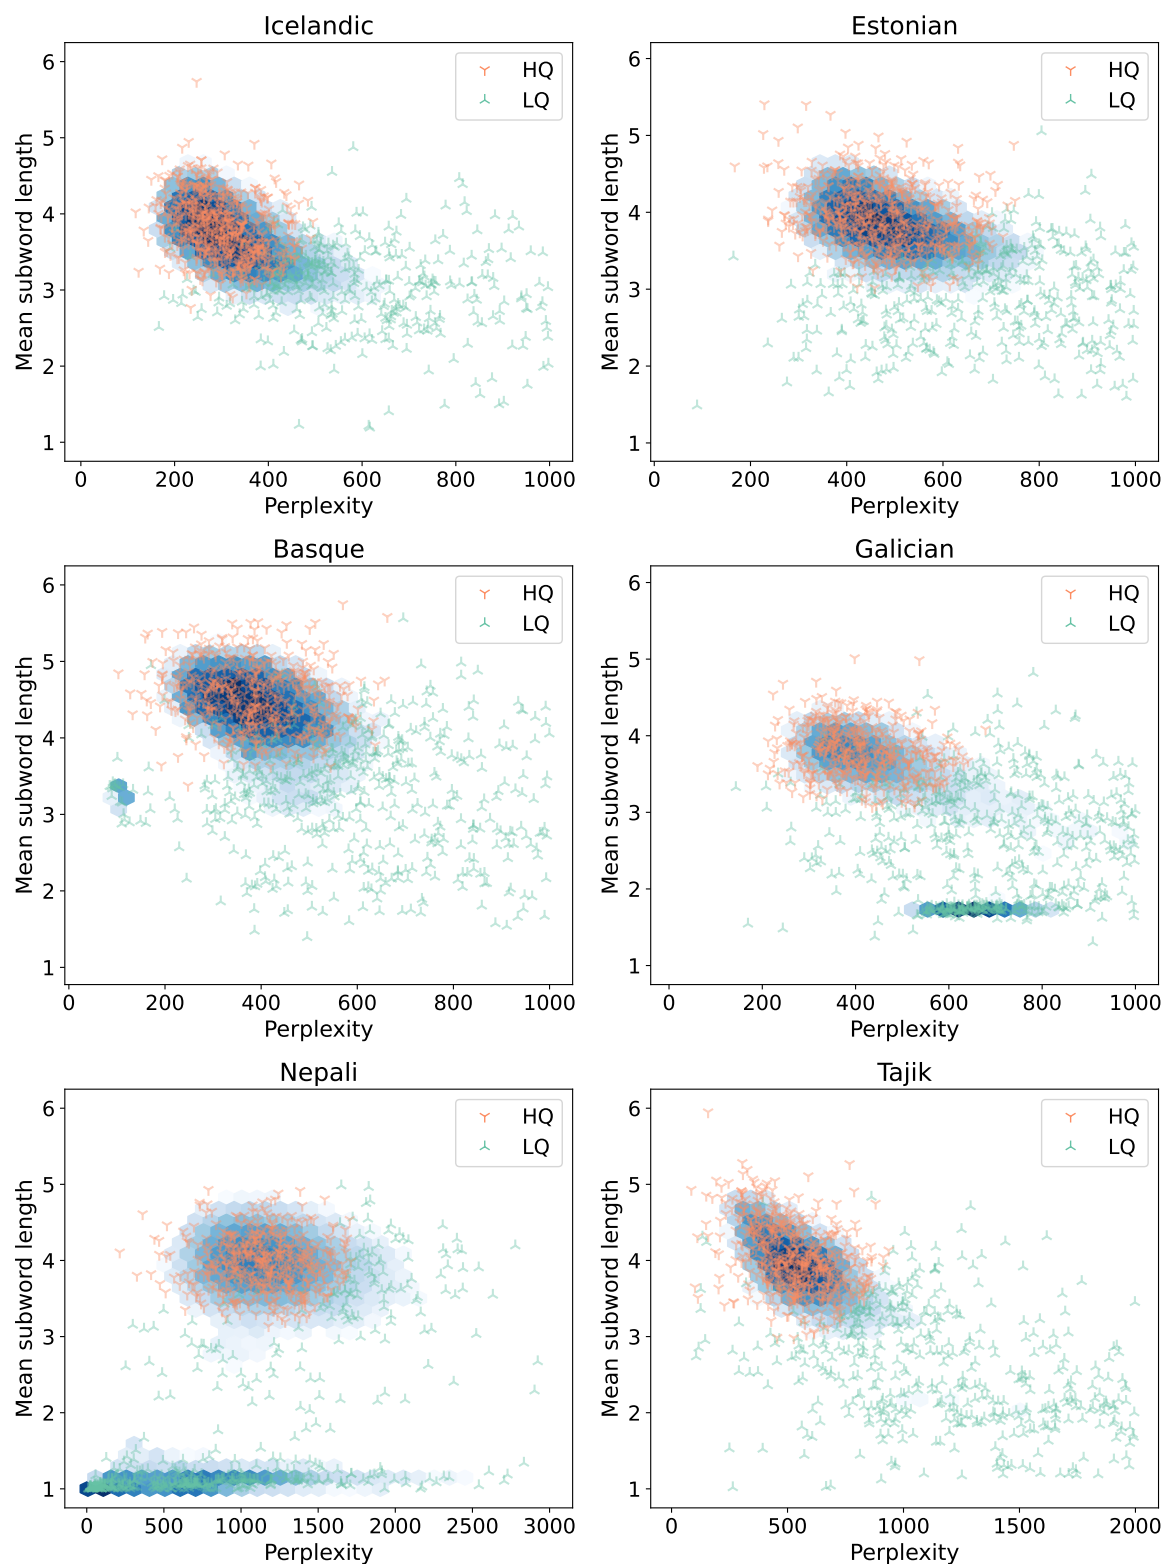 Icelandic
HQ
LQ
Mean subword length
6
5
4
3
2
1
0 200 400 600 800 1000
Perplexity
Estonian
HQ
LQ
Mean subword length
6
5
4
3
2
1
0 200 400 600 800 1000
Perplexity
Basque
HQ
LQ
Mean subword length
6
5
4
3
2
1
0 200 400 600 800 1000
Perplexity
Galician
HQ
LQ
Mean subword length
6
5
4
3
2
1
0 200 400 600 800 1000
Perplexity
Nepali
HQ
LQ
Mean subword length
6
5
4
3
2
1
0 500 1000 1500 2000 2500 3000
Perplexity
Tajik
HQ
LQ
Mean subword length
6
5
4
3
2
1
0 500 1000 1500 2000
Perplexity